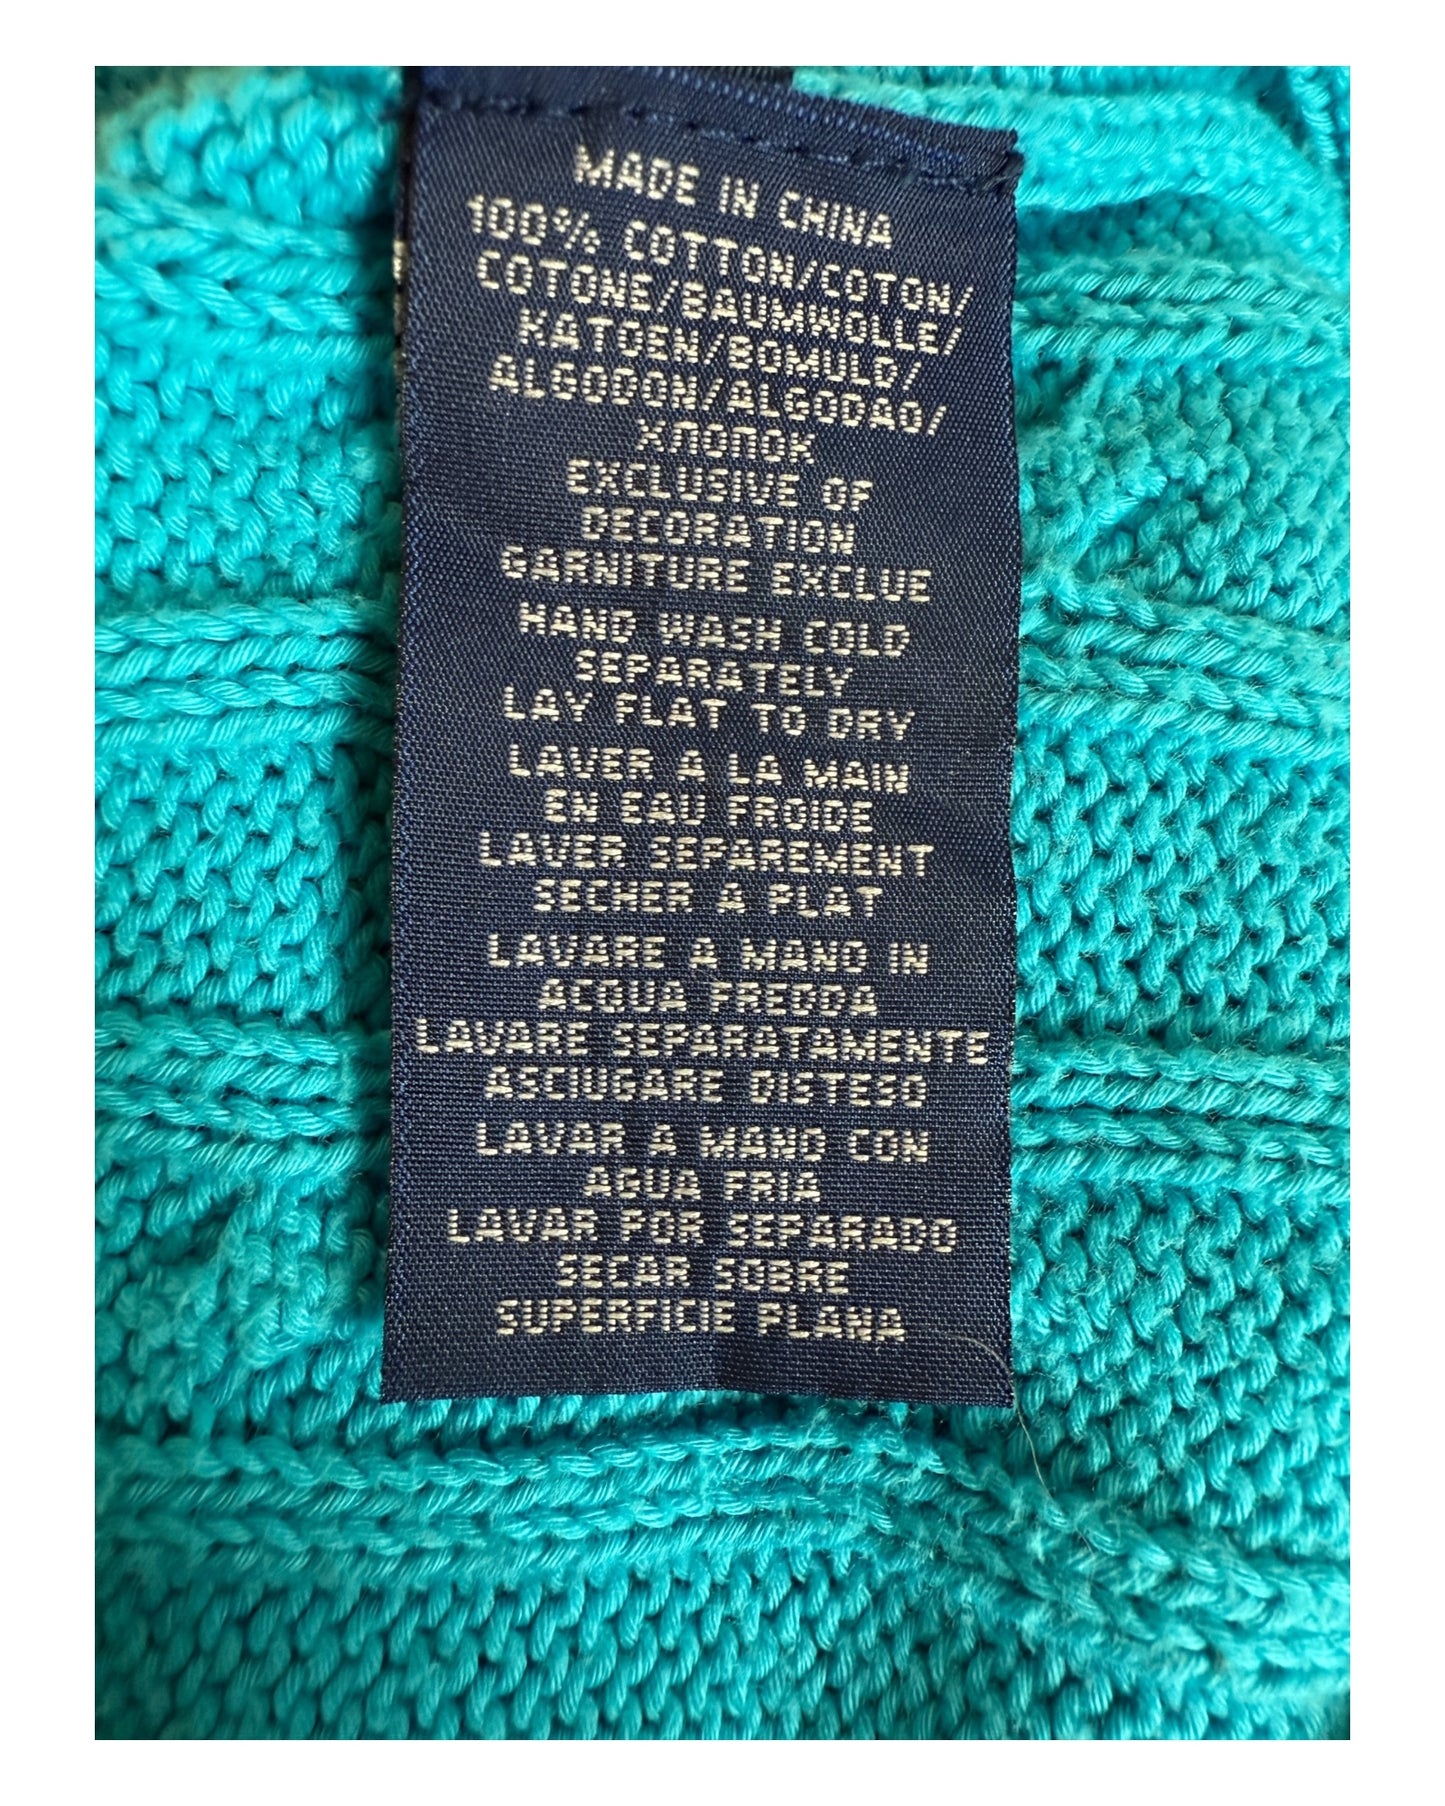 MADE IN CHINA
100% COTTON/COTON/
COTONE/BAUMWOLLE/
KATOEN/BOMULD/
ALGODON/ALGODAO/
ХЛОПОК
EXCLUSIVE OF
DECORATION
GARNITURE EXCLUE
HAND WASH COLD
SEPARATELY
LAY FLAT TO DRY
LAVER A LA MAIN
EN EAU FROIDE
LAVER SEPAREMENT
SECHER A PLAT
LAVARE A MANO IN
ACQUA FREDDA
LAVARE SEPARATAMENTE
ASCIUGARE DISTESO
LAVAR A MANO CON
AGUA FRIA
LAVAR POR SEPARADO
SECAR SOBRE
SUPERFICIE PLANA